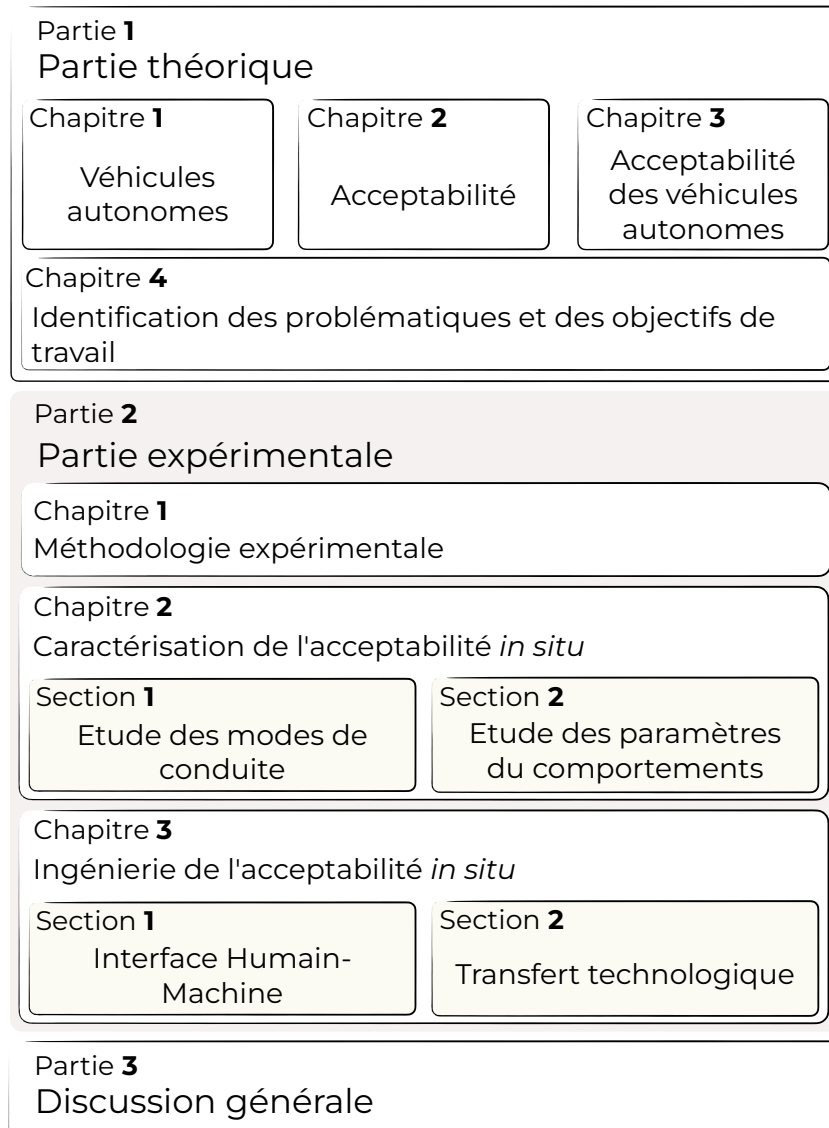 Partie 1
Partie théorique
Chapitre 1
Véhicules
autonomes
Chapitre 2
Acceptabilité
Chapitre 3
Acceptabilité
des véhicules
autonomes
Chapitre 4
Identification des problématiques et des objectifs de
travail
Partie 2
Partie expérimentale
Chapitre 1
Méthodologie expérimentale
Chapitre 2
Caractérisation de l'acceptabilité in situ
Section 1
Etude des modes de
conduite
Section 2
Etude des paramètres
du comportements
Chapitre 3
Ingénierie de l'acceptabilité in situ
Section 1
Interface Humain-
Machine
Section 2
Transfert technologique
Partie 3
Discussion générale